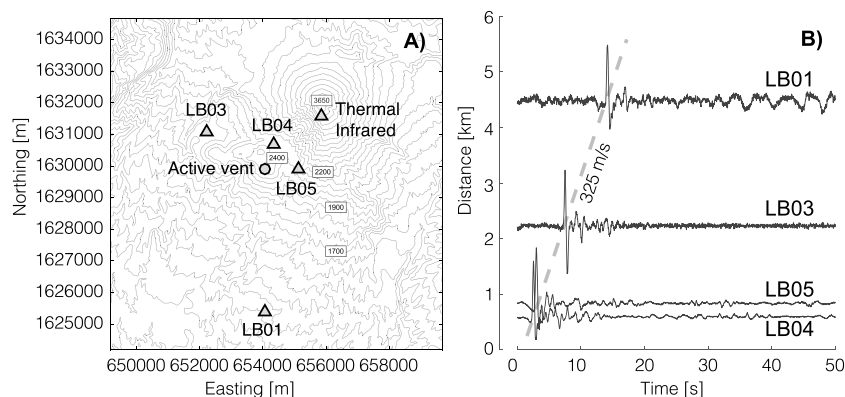 A)
1634000
1633000
1632000
1631000
1630000
1629000
1628000
1627000
1626000
1625000
Northing [m]
650000 652000 654000 656000 658000
Easting [m]
3650
Thermal
Infrared
LB03
LB04
2400
Active vent
2200
LB05
1900
1700
LB01
B)
6
5
4
3
2
1
0
Distance [km]
LB01
325 m/s
LB03
LB05
LB04
0 10 20 30 40 50
Time [s]